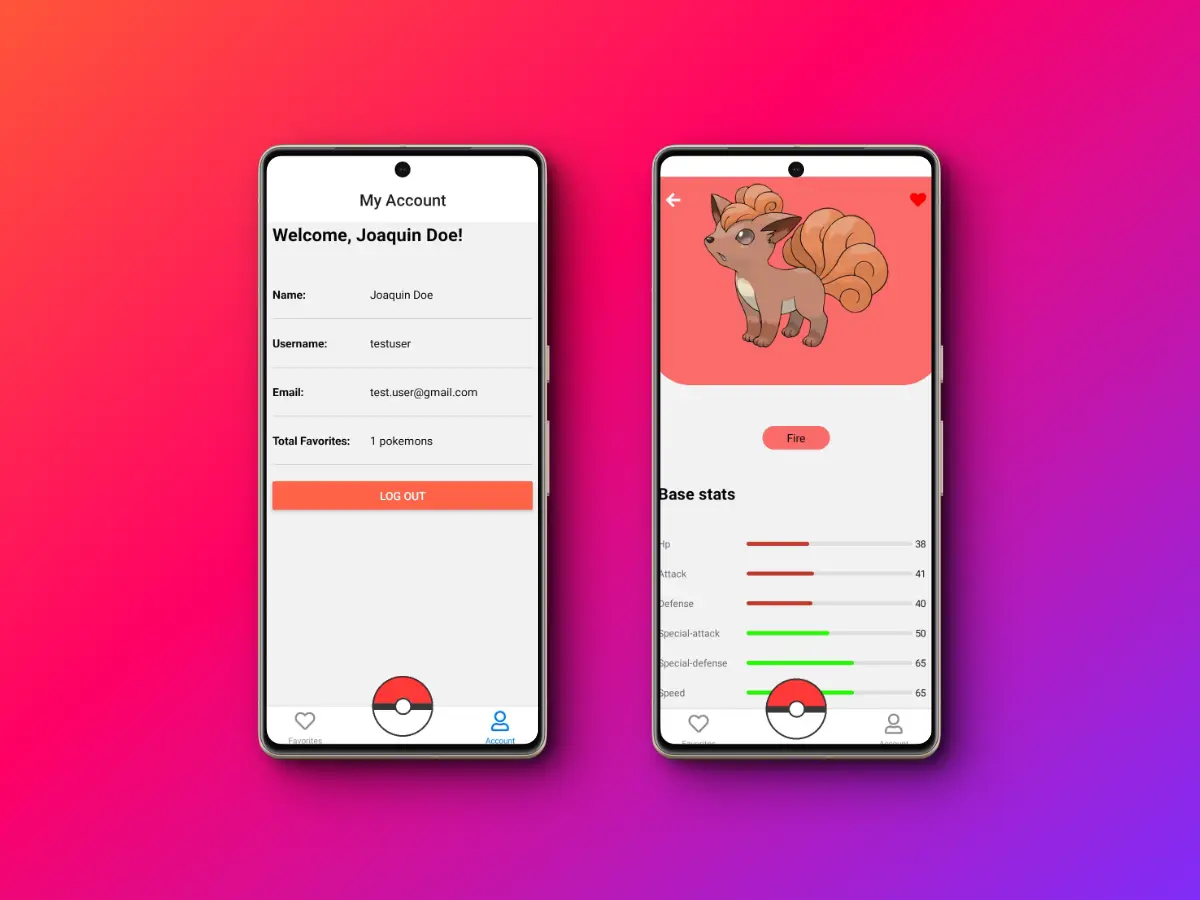 My Account
Welcome, Joaquin Doe!
Name: Joaquin Doe
Username: testuser
Email: test.user@gmail.com
Total Favorites: 1 pokemons
LOG OUT
Favorites
Account
Fire
Base stats
Hp 38
Attack 41
Defense 40
Special-attack 50
Special-defense 65
Speed 65
Favorites
Account